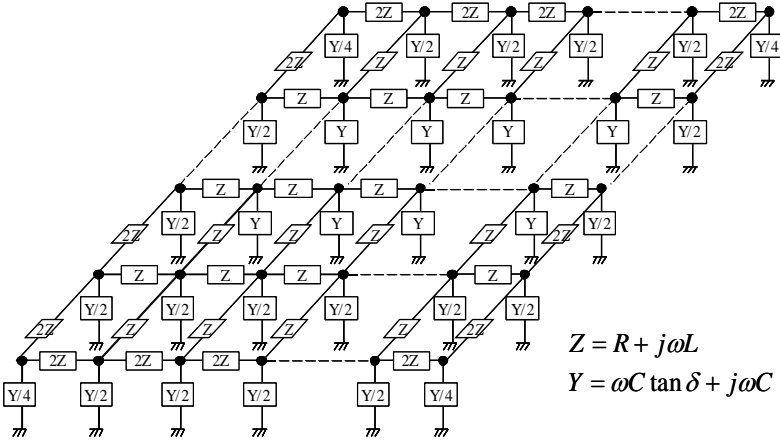 2Z 2Z 2Z 2Z
Y/4 Y/2 Y/2 Y/2 Y/2 Y/4
2Z Z Z Z Z 2Z
Z Z Z Z
Y/2 Y Y Y Y Y/2
Z Z Z Z
Y/2 Y Y Y Y Y/2
2Z Z Z Z Z 2Z
Z Z Z Z
Y/2 Y/2 Y/2 Y/2 Y/2 Y/2
2Z Z Z Z Z 2Z
2Z 2Z 2Z 2Z
Y/4 Y/2 Y/2 Y/2 Y/2 Y/4
Z = R + jωL
Y = ωC tan δ + jωC